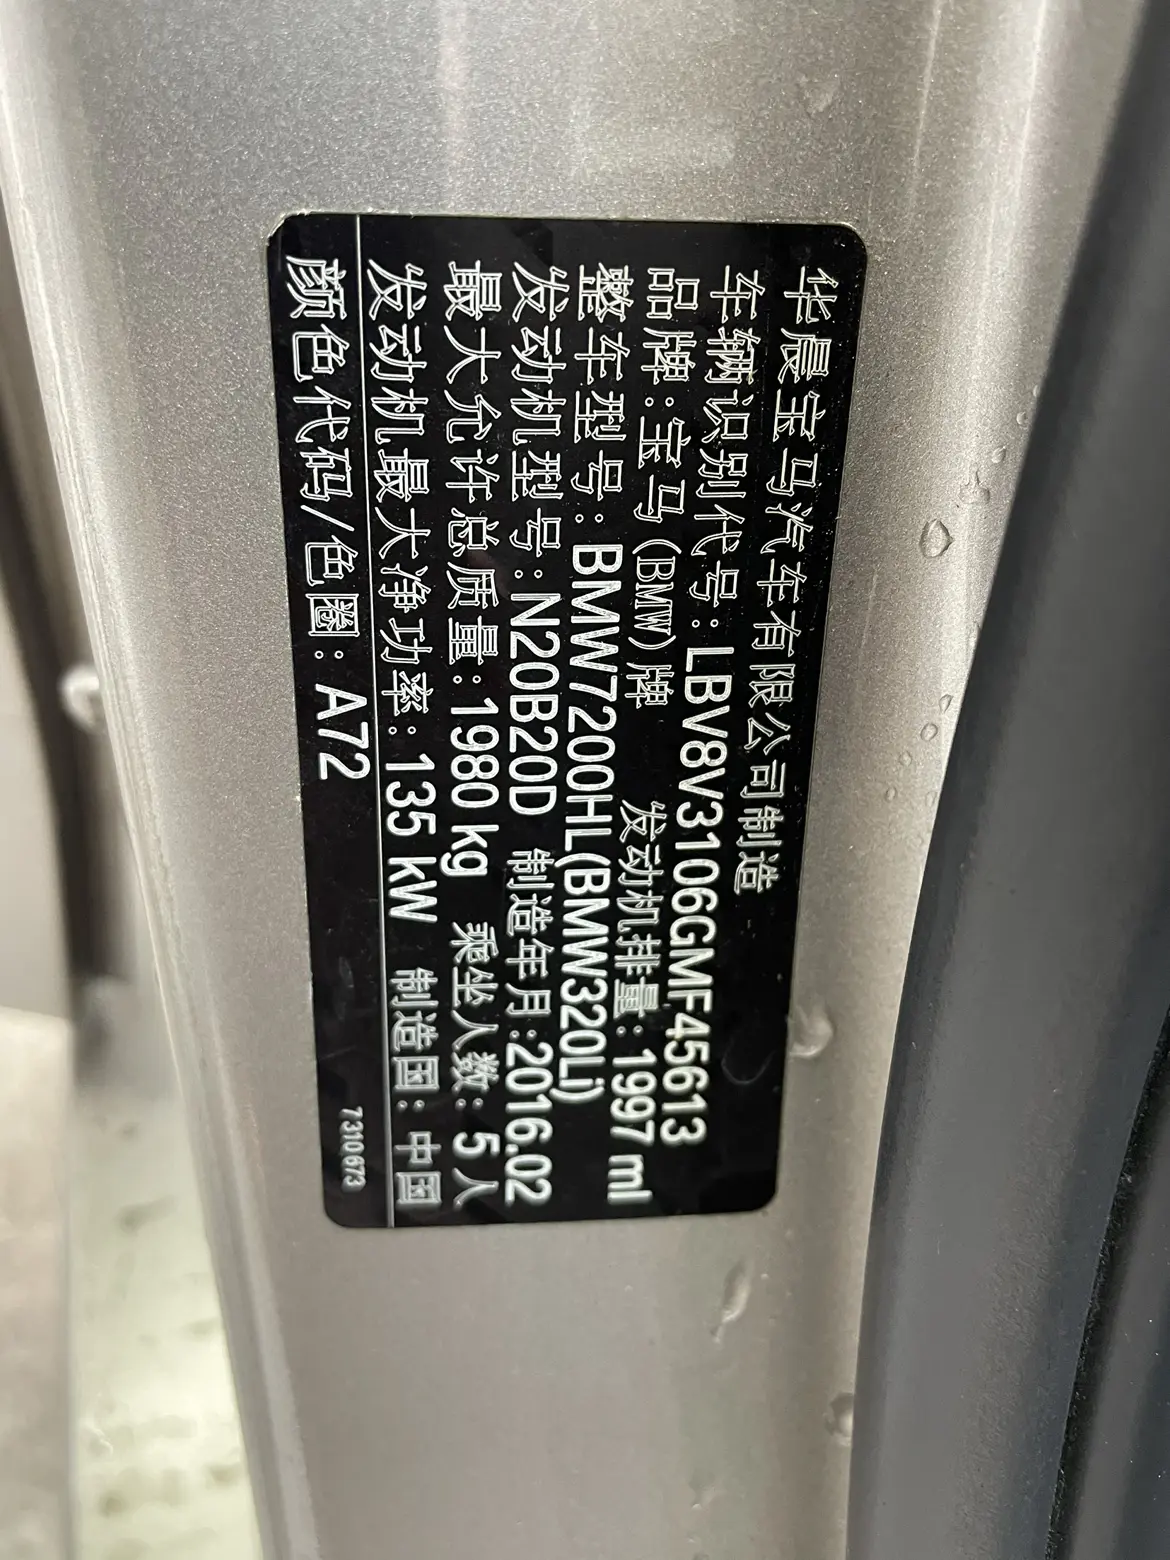 华晨宝马汽车有限公司制造
车辆识别代号:LBV8V3106GMF45613
品牌:宝马(BMW)牌 发动机排量:1997 ml
整车型号:BMW7200HL(BMW320Li)
发动机型号:N20B20D 制造年月:2016.02
最大允许总质量:1980 kg 乘坐人数:5人
发动机最大净功率:135 kW 制造国:中国
颜色代码/色圈:A72 7310673